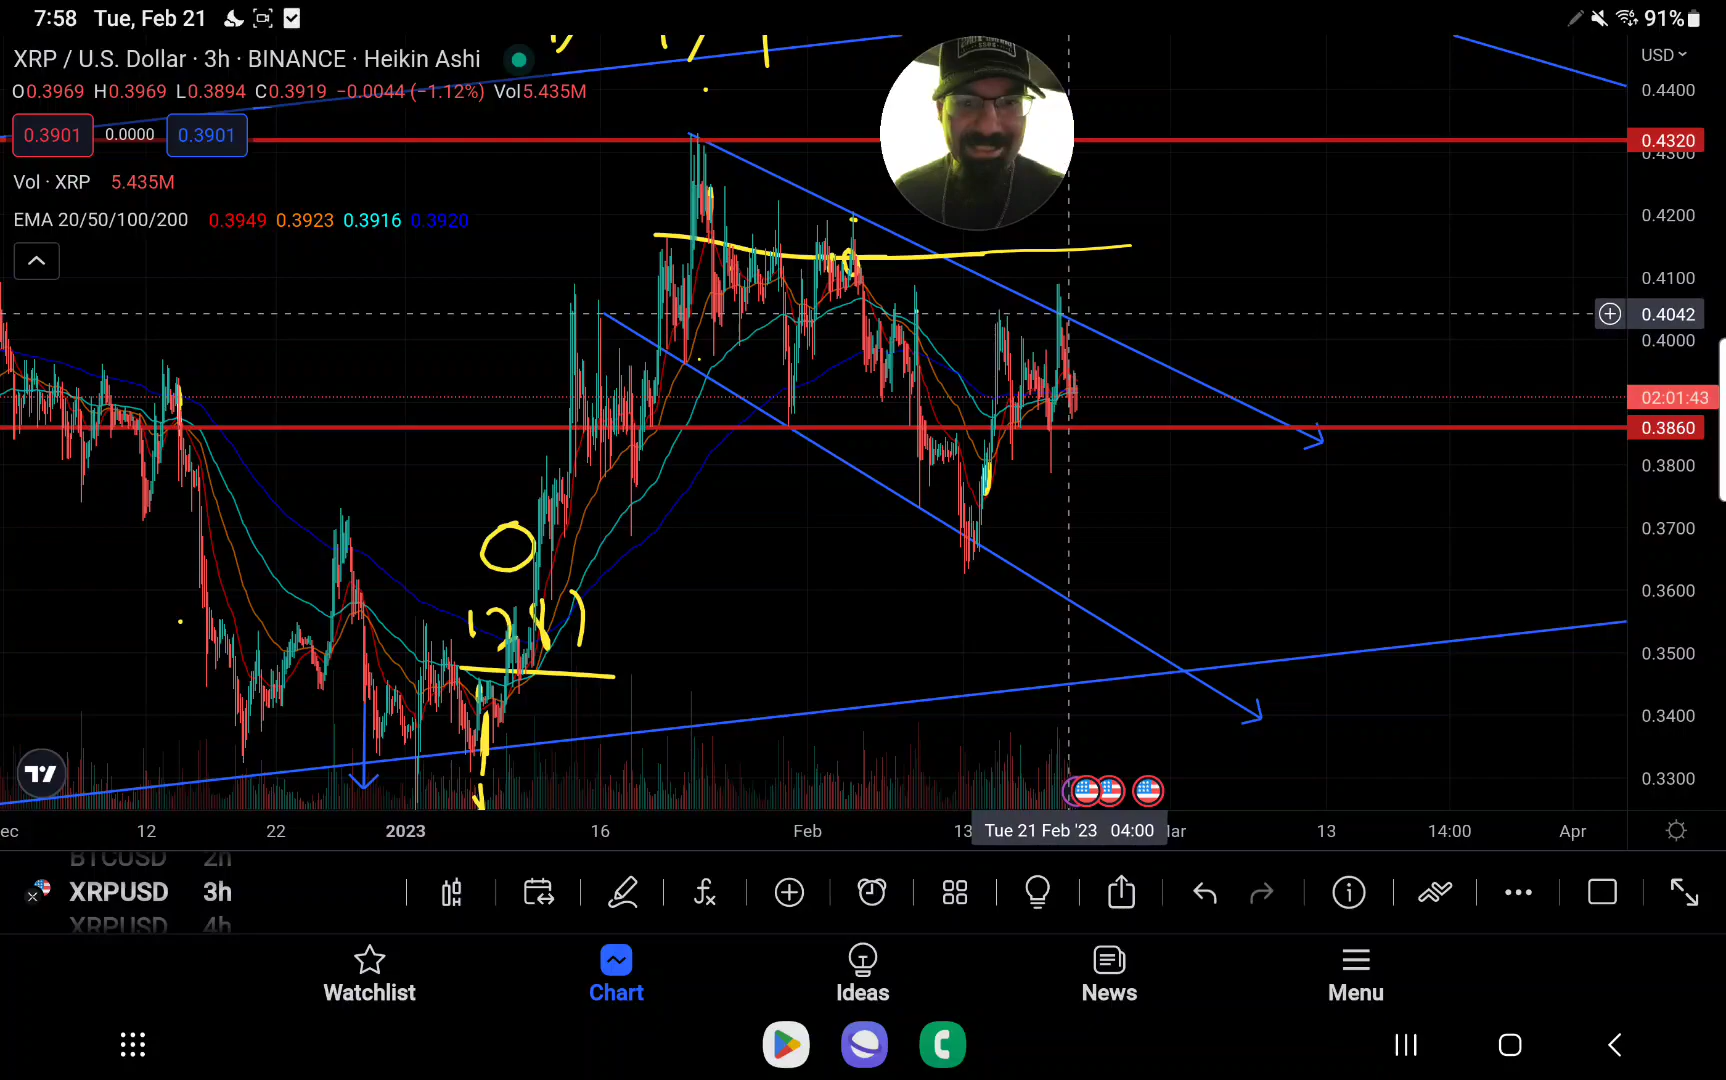 7:58 Tue, Feb 21 91%
XRP / U.S. Dollar · 3h · BINANCE · Heikin Ashi
USD
O0.3969 H0.3969 L0.3894 C0.3919 −0.0044 (−1.12%) Vol5.435M
0.3901 0.0000 0.3901
Vol · XRP 5.435M
EMA 20/50/100/200 0.3949 0.3923 0.3916 0.3920
0.4400
0.4320
0.4300
0.4200
0.4100
0.4042
0.4000
02:01:43
0.3860
0.3800
0.3700
0.3600
0.3500
0.3400
0.3300
ec 12 22 2023 16 Feb 13 Tue 21 Feb '23 04:00 Mar 13 14:00 Apr
BTCUSD 2h
XRPUSD 3h
XRPUSD 4h
Watchlist Chart Ideas News Menu